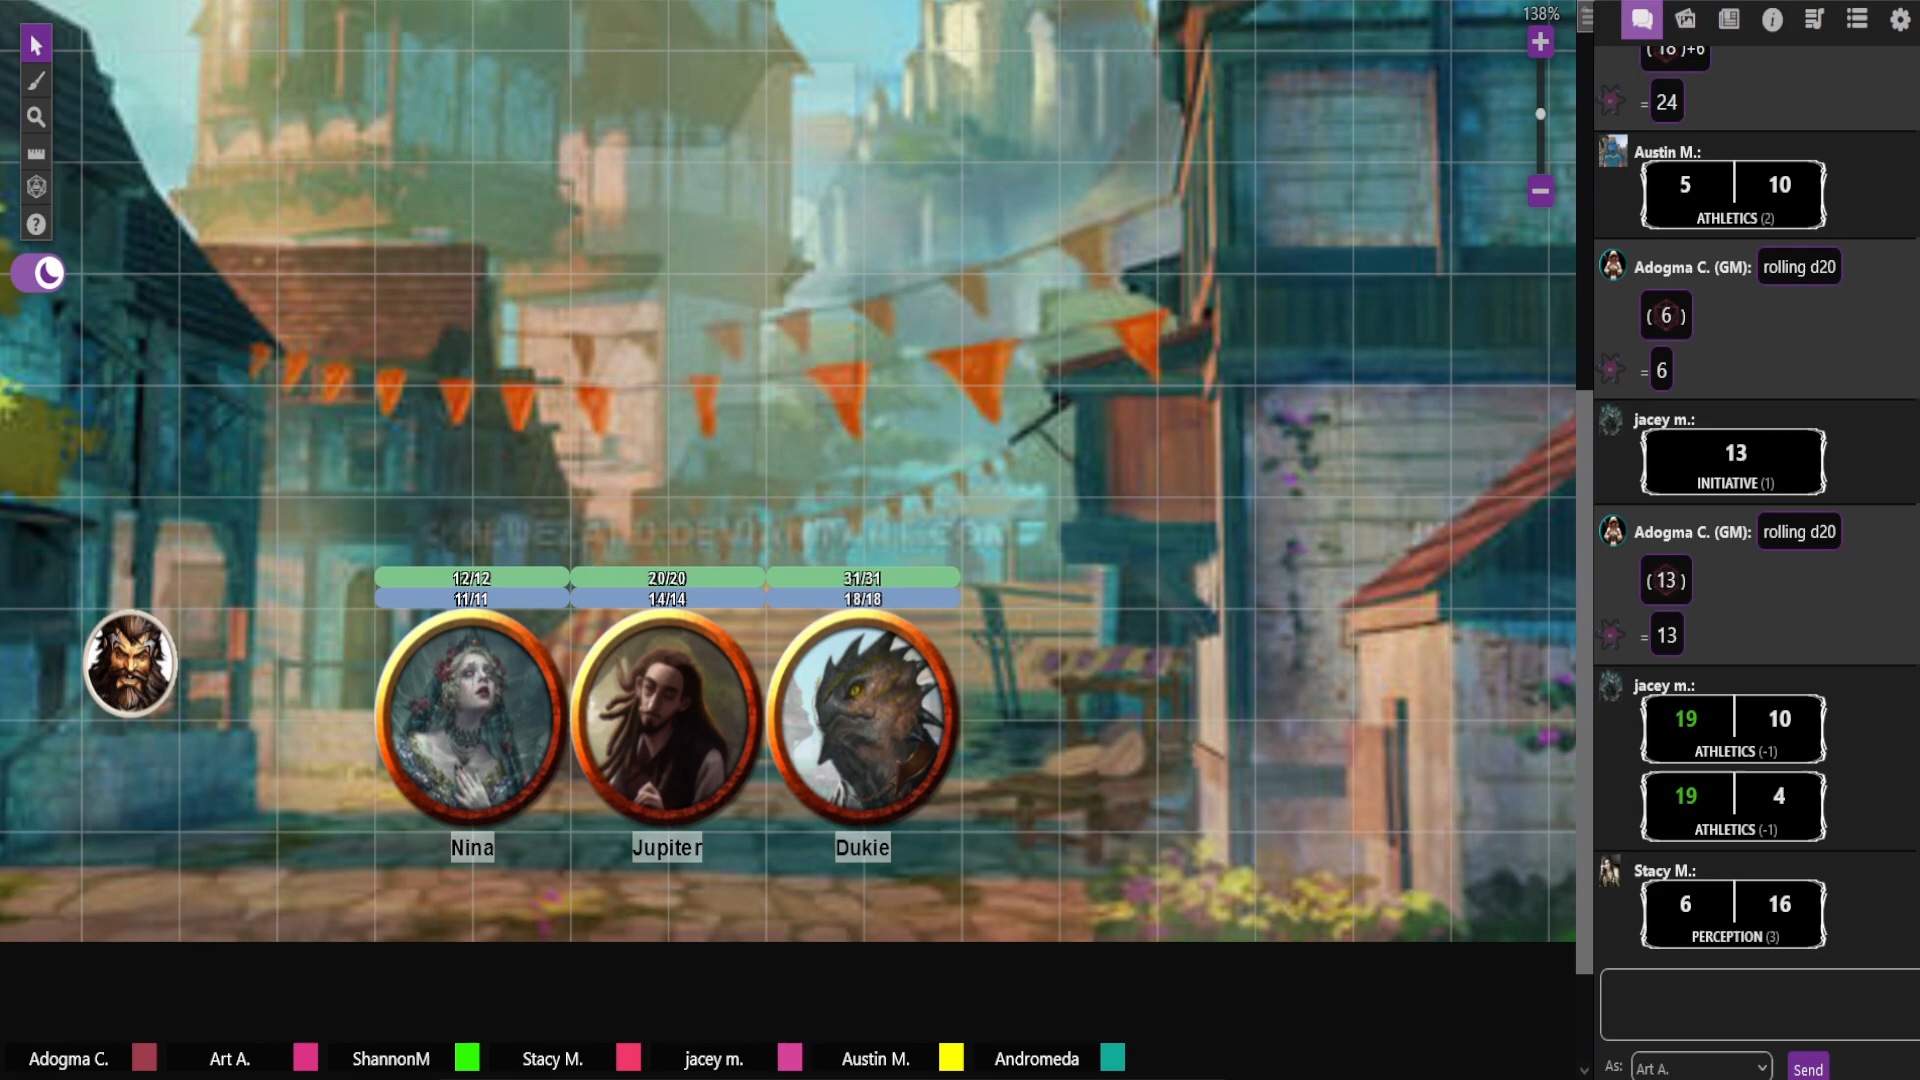 138%
(18)+6
= 24
Austin M.:
5 10
ATHLETICS (2)
Adogma C. (GM): rolling d20
( 6 )
= 6
jacey m.:
13
INITIATIVE (1)
Adogma C. (GM): rolling d20
( 13 )
= 13
jacey m.:
19 10
ATHLETICS (-1)
19 4
ATHLETICS (-1)
Stacy M.:
6 16
PERCEPTION (3)
As: Art A. Send
12/12 20/20 31/31
11/11 14/14 18/18
Nina Jupiter Dukie
Adogma C. Art A. ShannonM Stacy M. jacey m. Austin M. Andromeda